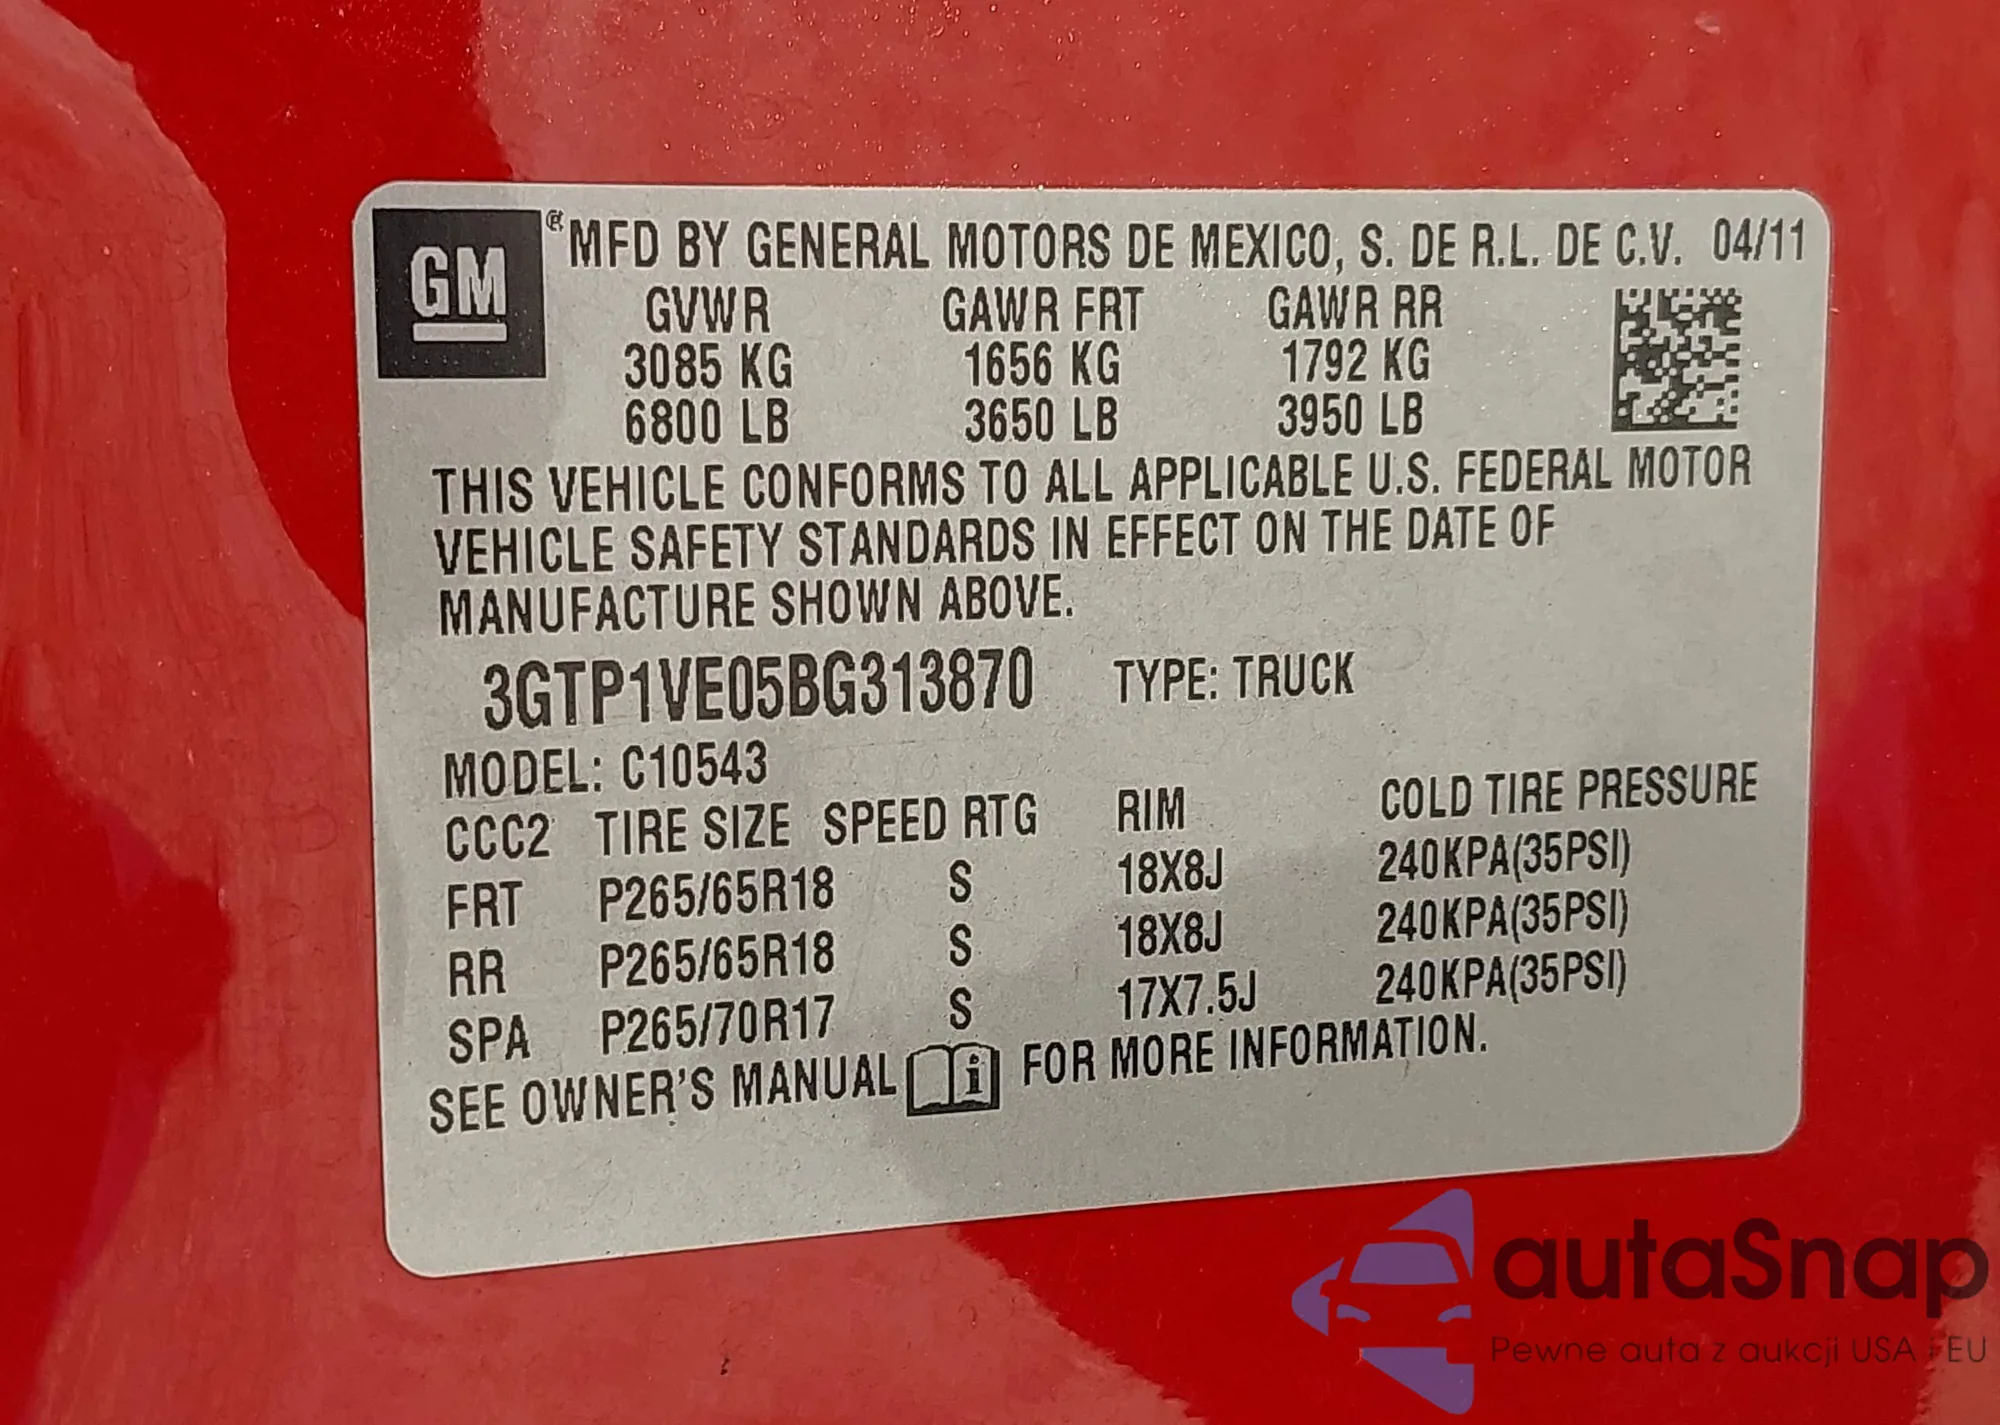 GM ® MFD BY GENERAL MOTORS DE MEXICO, S. DE R.L. DE C.V. 04/11
GVWR GAWR FRT GAWR RR
3085 KG 1656 KG 1792 KG
6800 LB 3650 LB 3950 LB
THIS VEHICLE CONFORMS TO ALL APPLICABLE U.S. FEDERAL MOTOR
VEHICLE SAFETY STANDARDS IN EFFECT ON THE DATE OF
MANUFACTURE SHOWN ABOVE.
3GTP1VE05BG313870 TYPE: TRUCK
MODEL: C10543
CCC2 TIRE SIZE SPEED RTG RIM COLD TIRE PRESSURE
FRT P265/65R18 S 18X8J 240KPA(35PSI)
RR P265/65R18 S 18X8J 240KPA(35PSI)
SPA P265/70R17 S 17X7.5J 240KPA(35PSI)
SEE OWNER'S MANUAL i FOR MORE INFORMATION.
autaSnap
Pewne auta z aukcji USA i EU